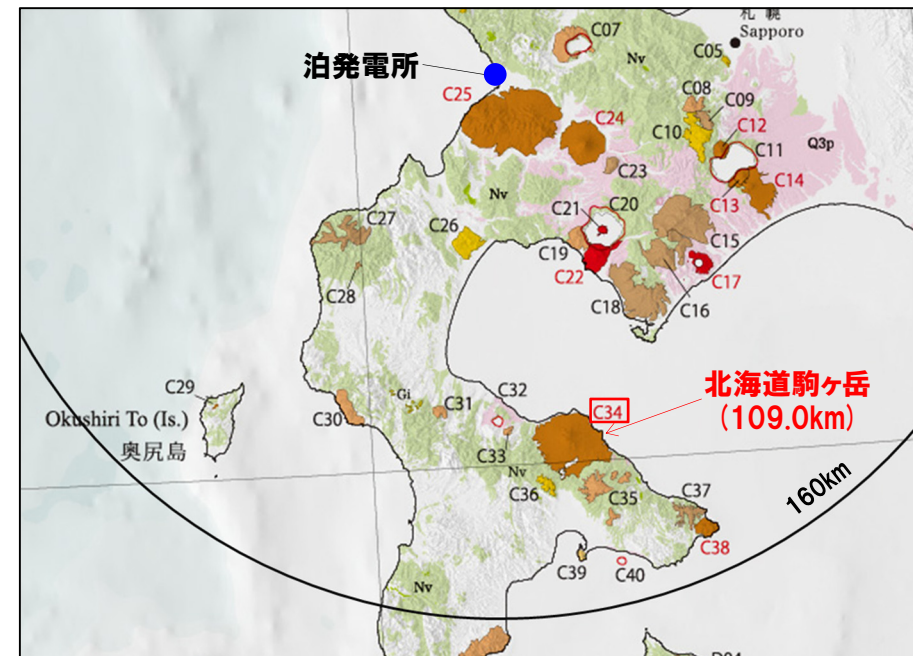 札幌
Sapporo
C07
Nv
C05
泊発電所
C25
C08
C09
C24
C10
C12
C11
Q3p
C23
C14
C13
Nv
C20
C21
C27
C26
C15
C19
C22
C17
C28
C18
C16
C29
C32
北海道駒ヶ岳
(109.0km)
Okushiri To (Is.)
奥尻島
C30
Gi
C31
C34
C33
Nv
C36
C35
C37
160km
C38
C39
C40
Nv